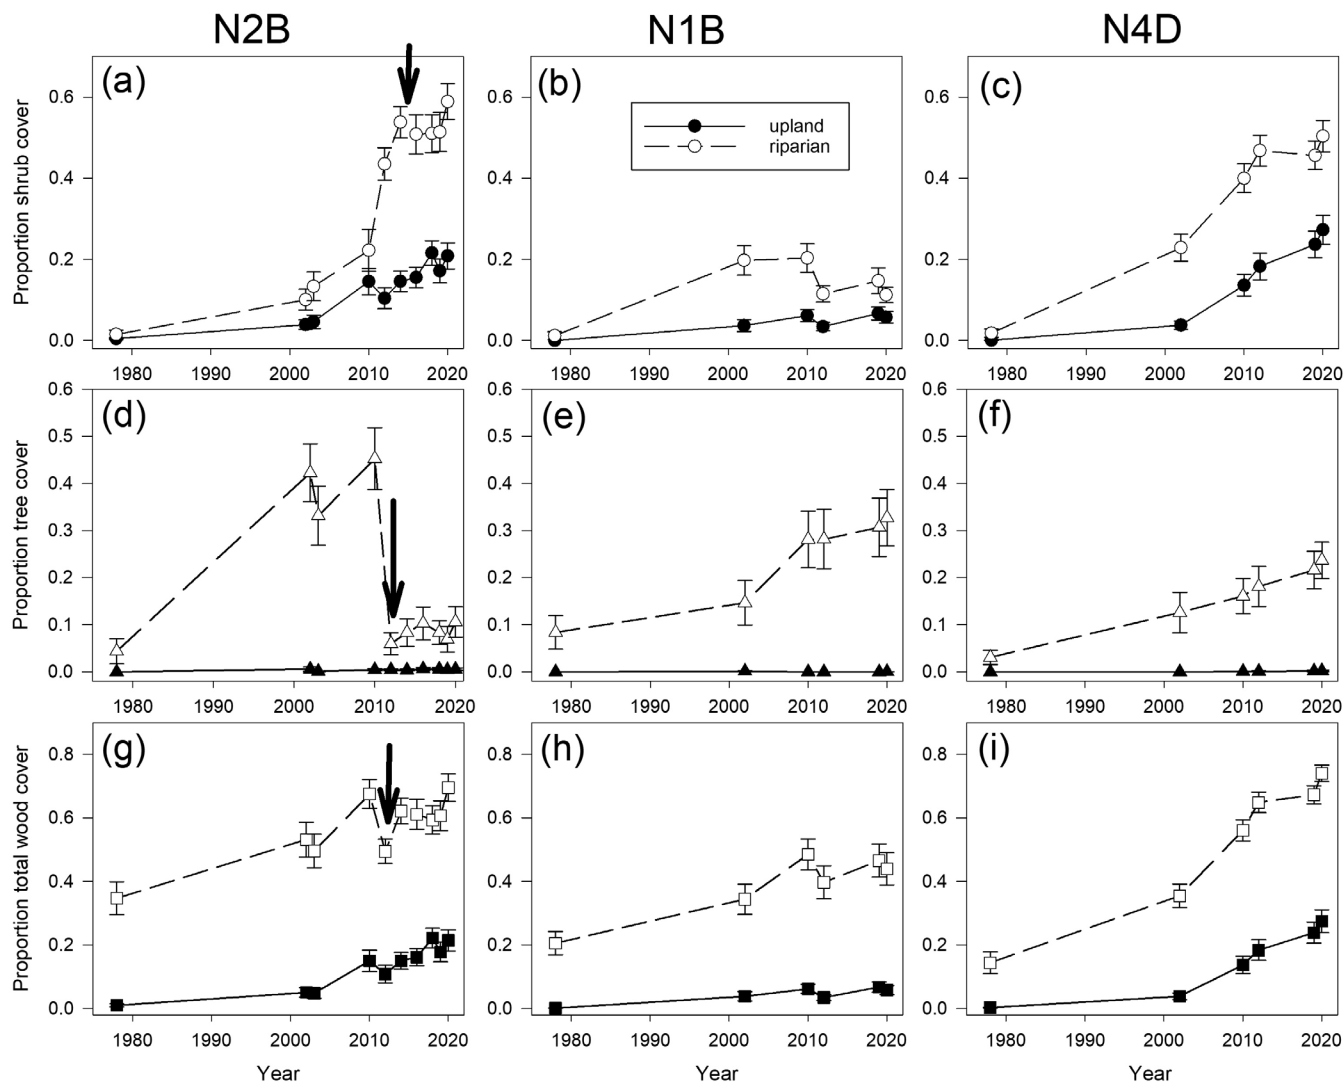 N2B N1B N4D
(a) (b) (c)
Proportion shrub cover
0.6 0.6 0.6
0.4 0.4 0.4
0.2 0.2 0.2
0.0 0.0 0.0
upland
riparian
1980 1990 2000 2010 2020 1980 1990 2000 2010 2020 1980 1990 2000 2010 2020
(d) (e) (f)
Proportion tree cover
0.6 0.6 0.6
0.5 0.5 0.5
0.4 0.4 0.4
0.3 0.3 0.3
0.2 0.2 0.2
0.1 0.1 0.1
0.0 0.0 0.0
1980 1990 2000 2010 2020 1980 1990 2000 2010 2020 1980 1990 2000 2010 2020
(g) (h) (i)
Proportion total wood cover
0.8 0.8 0.8
0.6 0.6 0.6
0.4 0.4 0.4
0.2 0.2 0.2
0.0 0.0 0.0
1980 1990 2000 2010 2020 1980 1990 2000 2010 2020 1980 1990 2000 2010 2020
Year Year Year